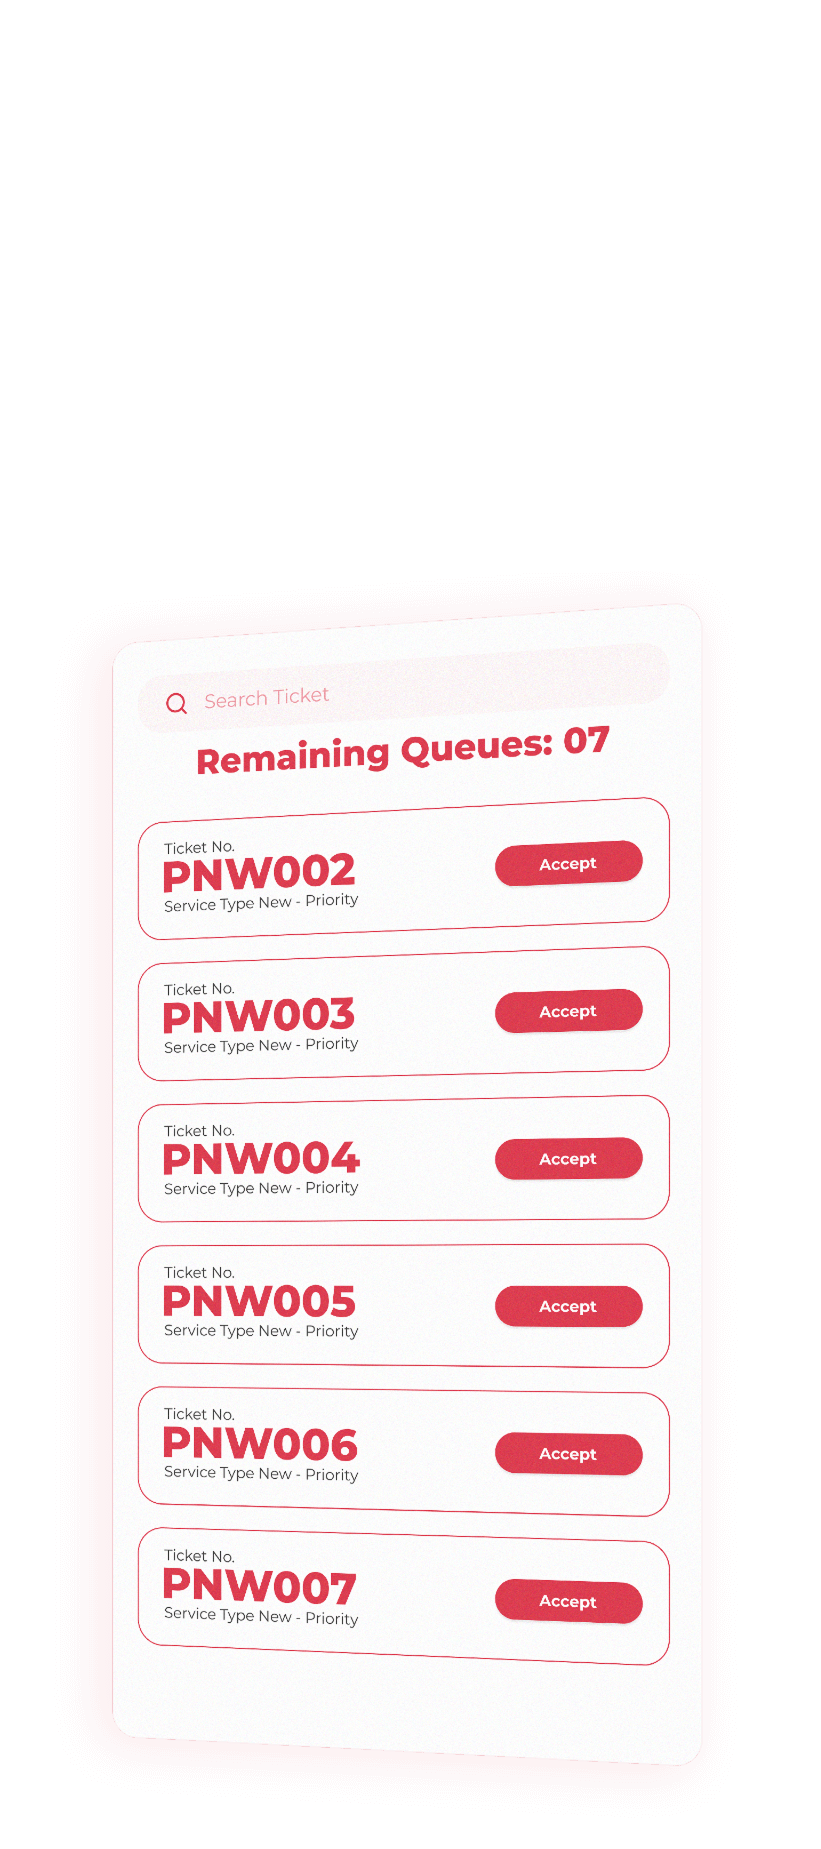 Search Ticket
Remaining Queues: 07
Ticket No.
PNW002
Service Type New - Priority
Accept
Ticket No.
PNW003
Service Type New - Priority
Accept
Ticket No.
PNW004
Service Type New - Priority
Accept
Ticket No.
PNW005
Service Type New - Priority
Accept
Ticket No.
PNW006
Service Type New - Priority
Accept
Ticket No.
PNW007
Service Type New - Priority
Accept